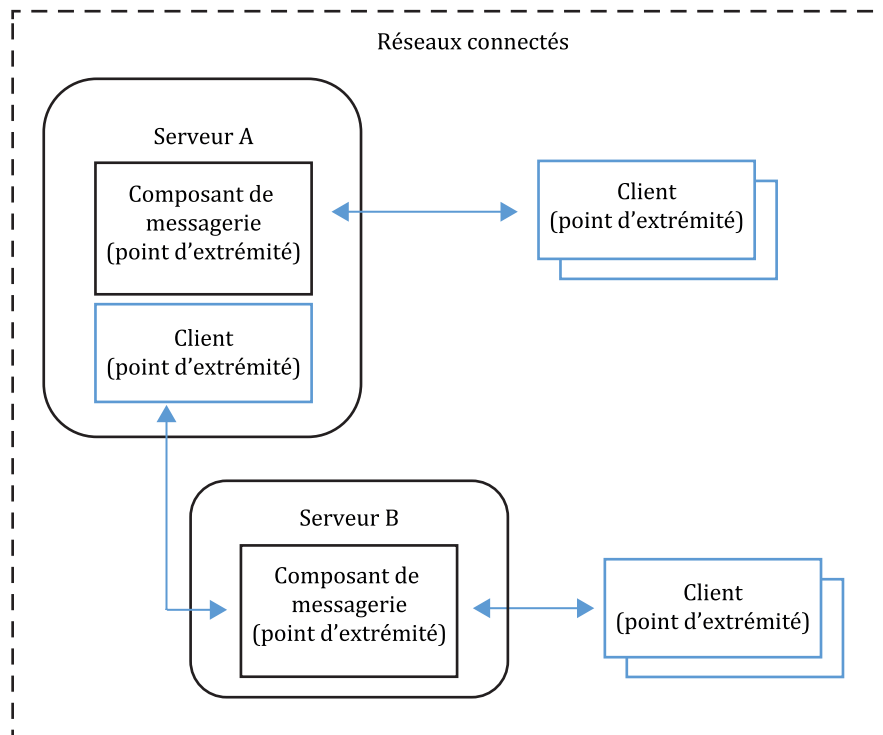 Réseaux connectés
Serveur A
Composant de
messagerie
(point d’extrémité)
Client
(point d’extrémité)
Client
(point d’extrémité)
Serveur B
Composant de
messagerie
(point d’extrémité)
Client
(point d’extrémité)